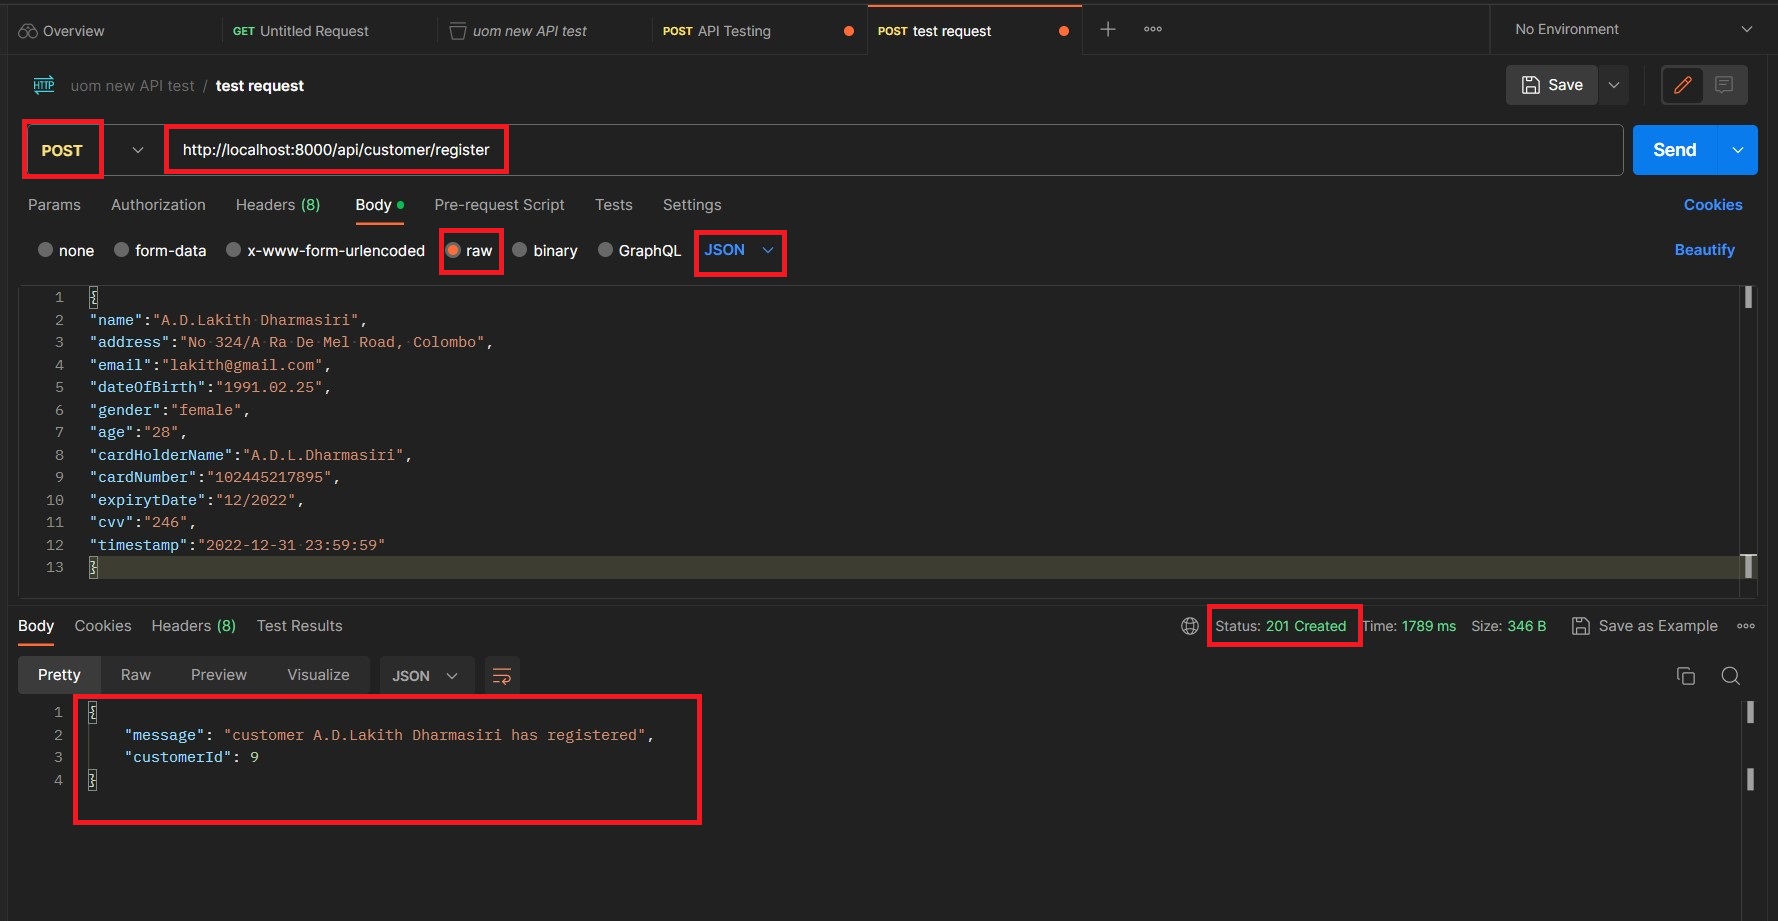 Overview
GET Untitled Request
uom new API test
POST API Testing
POST test request
No Environment
HTTP uom new API test / test request
Save
POST
http://localhost:8000/api/customer/register
Send
Params Authorization Headers (8) Body Pre-request Script Tests Settings Cookies
none form-data x-www-form-urlencoded raw binary GraphQL JSON Beautify
1 {
2 "name":"A.D.Lakith Dharmasiri",
3 "address":"No 324/A Ra De Mel Road, Colombo",
4 "email":"lakith@gmail.com",
5 "dateOfBirth":"1991.02.25",
6 "gender":"female",
7 "age":"28",
8 "cardHolderName":"A.D.L.Dharmasiri",
9 "cardNumber":"102445217895",
10 "expirytDate":"12/2022",
11 "cvv":"246",
12 "timestamp":"2022-12-31 23:59:59"
13 }
Body Cookies Headers (8) Test Results Status: 201 Created Time: 1789 ms Size: 346 B Save as Example
Pretty Raw Preview Visualize JSON
1 {
2 "message": "customer A.D.Lakith Dharmasiri has registered",
3 "customerId": 9
4 }